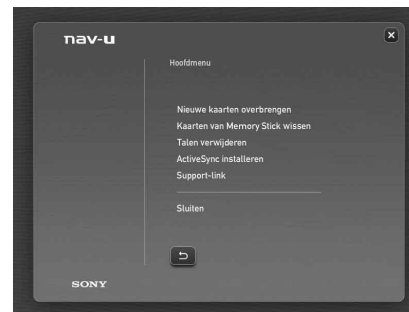 nav-u
Hoofdmenu
Nieuwe kaarten overbrengen
Kaarten van Memory Stick wissen
Talen verwijderen
ActiveSync installeren
Support-link
Sluiten
SONY